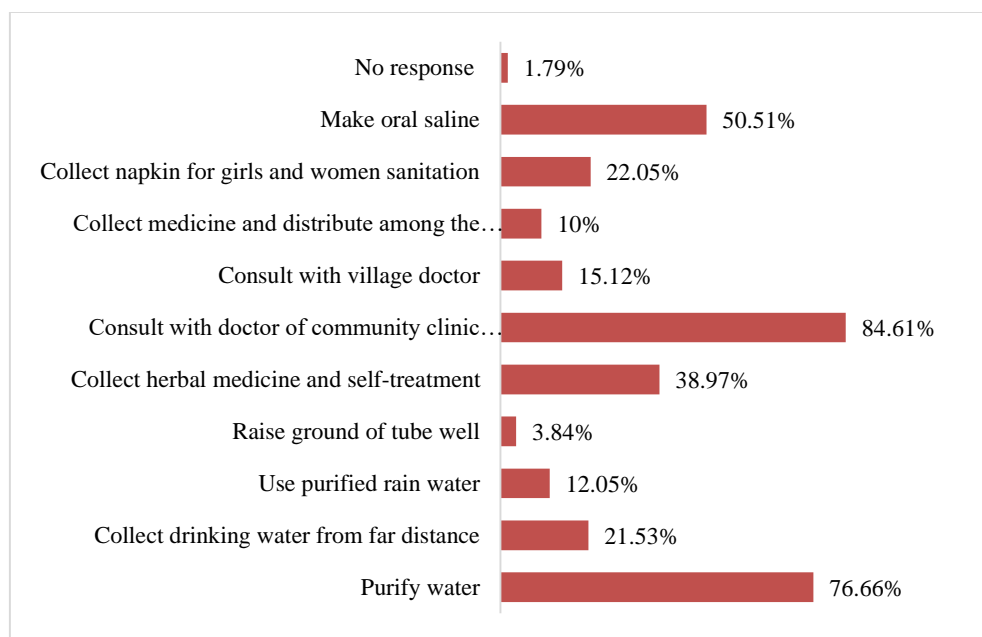 No response 1.79%
Make oral saline 50.51%
Collect napkin for girls and women sanitation 22.05%
Collect medicine and distribute among the… 10%
Consult with village doctor 15.12%
Consult with doctor of community clinic… 84.61%
Collect herbal medicine and self-treatment 38.97%
Raise ground of tube well 3.84%
Use purified rain water 12.05%
Collect drinking water from far distance 21.53%
Purify water 76.66%